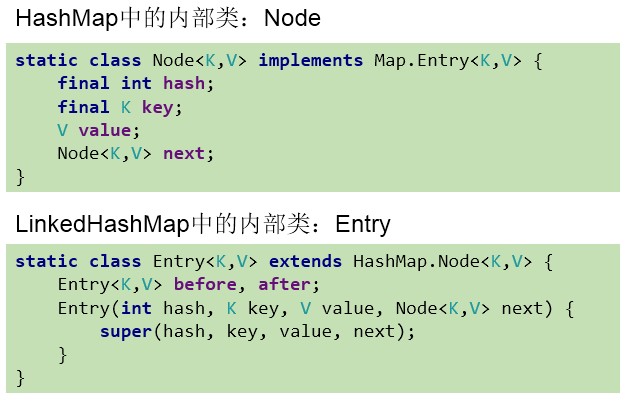 HashMap中的内部类：Node
static class Node<K,V> implements Map.Entry<K,V> {
    final int hash;
    final K key;
    V value;
    Node<K,V> next;
}
LinkedHashMap中的内部类：Entry
static class Entry<K,V> extends HashMap.Node<K,V> {
    Entry<K,V> before, after;
    Entry(int hash, K key, V value, Node<K,V> next) {
        super(hash, key, value, next);
    }
}